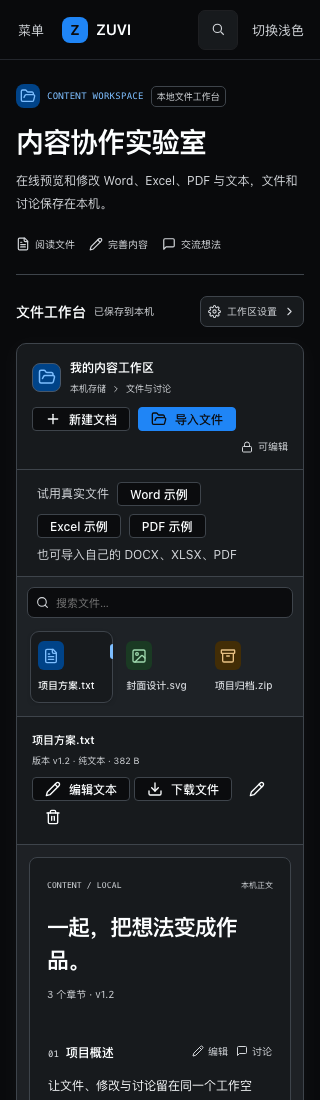 菜单
Z ZUVI
切换浅色
CONTENT WORKSPACE 本地文件工作台
内容协作实验室
在线预览和修改 Word、Excel、PDF 与文本，文件和
讨论保存在本机。
阅读文件 完善内容 交流想法
文件工作台 已保存到本机 工作区设置
我的内容工作区
本机存储 > 文件与讨论
新建文档 导入文件
可编辑
试用真实文件 Word 示例
Excel 示例 PDF 示例
也可导入自己的 DOCX、XLSX、PDF
搜索文件...
项目方案.txt 封面设计.svg 项目归档.zip
项目方案.txt
版本 v1.2 · 纯文本 · 382 B
编辑文本 下载文件
CONTENT / LOCAL 本机正文
一起，把想法变成作
品。
3 个章节 · v1.2
01 项目概述 编辑 讨论
让文件、修改与讨论留在同一个工作空